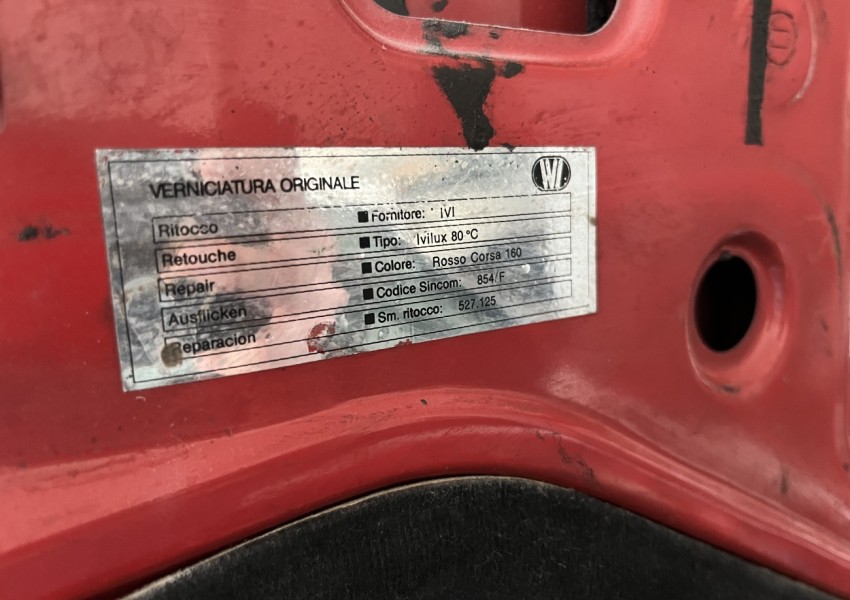 VERNICIATURA ORIGINALE
IVI
Ritocco
Retouche
Repair
Ausflicken
Reparacion
Fornitore: IVI
Tipo: Ivilux 80 °C
Colore: Rosso Corsa 160
Codice Sincom: 854/F
Sm. ritocco: 527.125